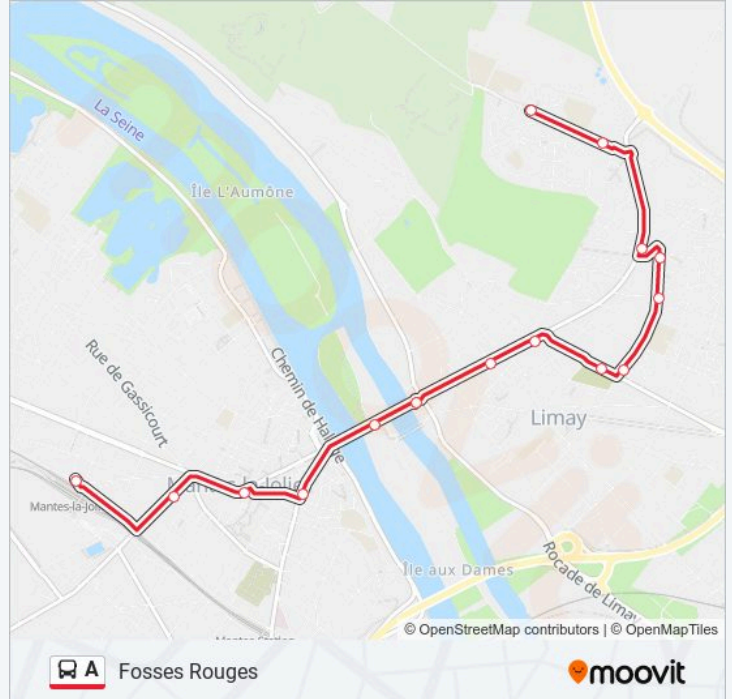 La Seine
Île L'Aumône
Rue de Gassicourt
Chemin de
Limay
Mantes-la-Jolie
Île aux Dames
Rocade de Limay
© OpenStreetMap contributors | © OpenMapTiles
A Fosses Rouges
moovit